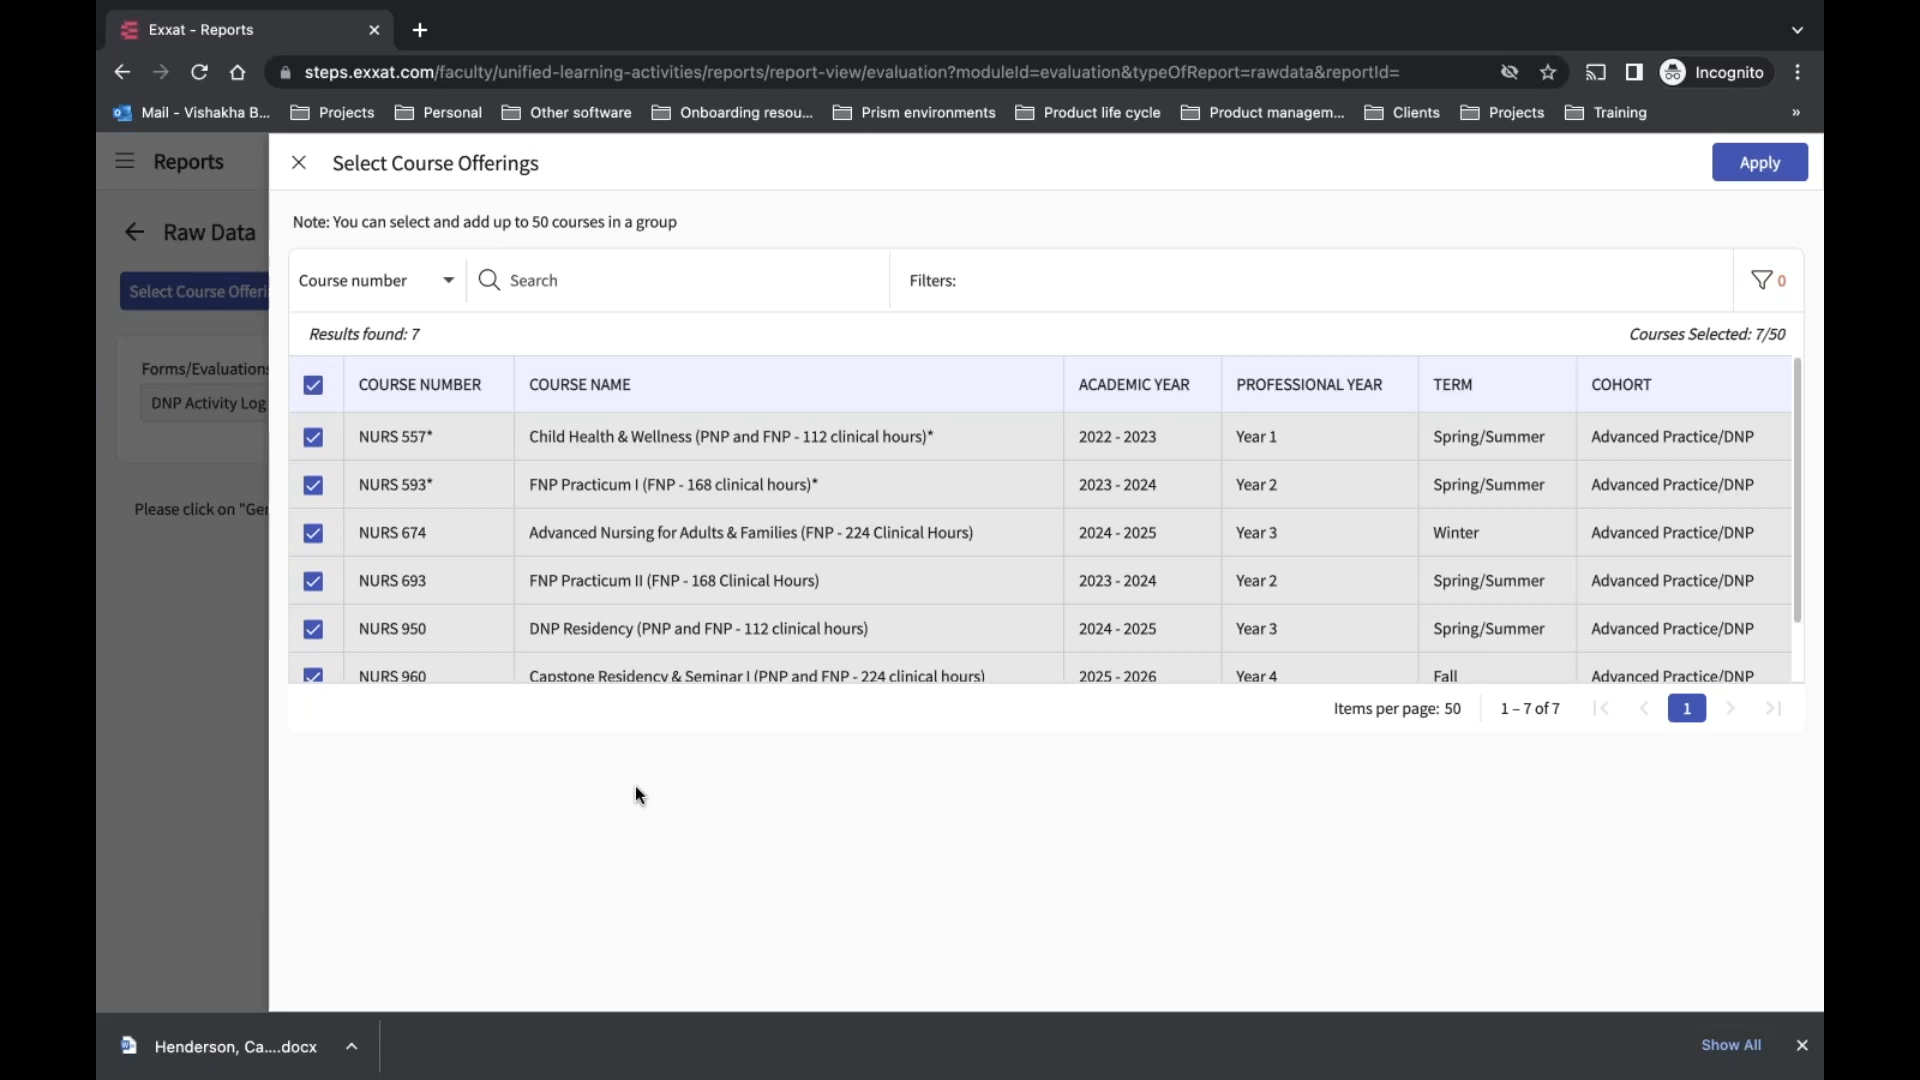 Exxat - Reports
steps.exxat.com/faculty/unified-learning-activities/reports/report-view/evaluation?moduleId=evaluation&typeOfReport=rawdata&reportId=
Incognito
Mail - Vishakha B... Projects Personal Other software Onboarding resou... Prism environments Product life cycle Product managem... Clients Projects Training »
Reports
Select Course Offerings
Apply
Raw Data
Note: You can select and add up to 50 courses in a group
Select Course Offeri
Course number
Search
Filters:
0
Results found: 7
Courses Selected: 7/50
Forms/Evaluations
DNP Activity Log
Please click on "Ger
COURSE NUMBER COURSE NAME ACADEMIC YEAR PROFESSIONAL YEAR TERM COHORT
NURS 557* Child Health & Wellness (PNP and FNP - 112 clinical hours)* 2022 - 2023 Year 1 Spring/Summer Advanced Practice/DNP
NURS 593* FNP Practicum I (FNP - 168 clinical hours)* 2023 - 2024 Year 2 Spring/Summer Advanced Practice/DNP
NURS 674 Advanced Nursing for Adults & Families (FNP - 224 Clinical Hours) 2024 - 2025 Year 3 Winter Advanced Practice/DNP
NURS 693 FNP Practicum II (FNP - 168 Clinical Hours) 2023 - 2024 Year 2 Spring/Summer Advanced Practice/DNP
NURS 950 DNP Residency (PNP and FNP - 112 clinical hours) 2024 - 2025 Year 3 Spring/Summer Advanced Practice/DNP
NURS 960 Capstone Residency & Seminar I (PNP and FNP - 224 clinical hours) 2025 - 2026 Year 4 Fall Advanced Practice/DNP
Items per page: 50
1 – 7 of 7
1
Henderson, Ca....docx
Show All